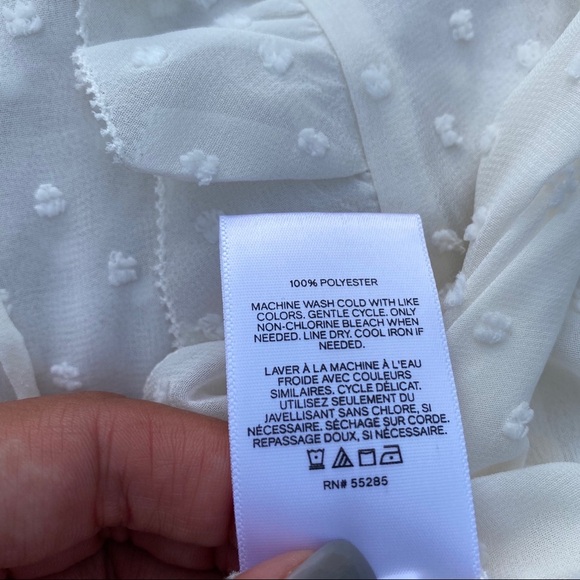 100% POLYESTER
MACHINE WASH COLD WITH LIKE
COLORS. GENTLE CYCLE. ONLY
NON-CHLORINE BLEACH WHEN
NEEDED. LINE DRY. COOL IRON IF
NEEDED.
LAVER À LA MACHINE À L'EAU
FROIDE AVEC COULEURS
SIMILAIRES. CYCLE DÉLICAT.
UTILISEZ SEULEMENT DU
JAVELLISANT SANS CHLORE, SI
NÉCESSAIRE. SÉCHAGE SUR CORDE.
REPASSAGE DOUX, SI NÉCESSAIRE.
RN# 55285